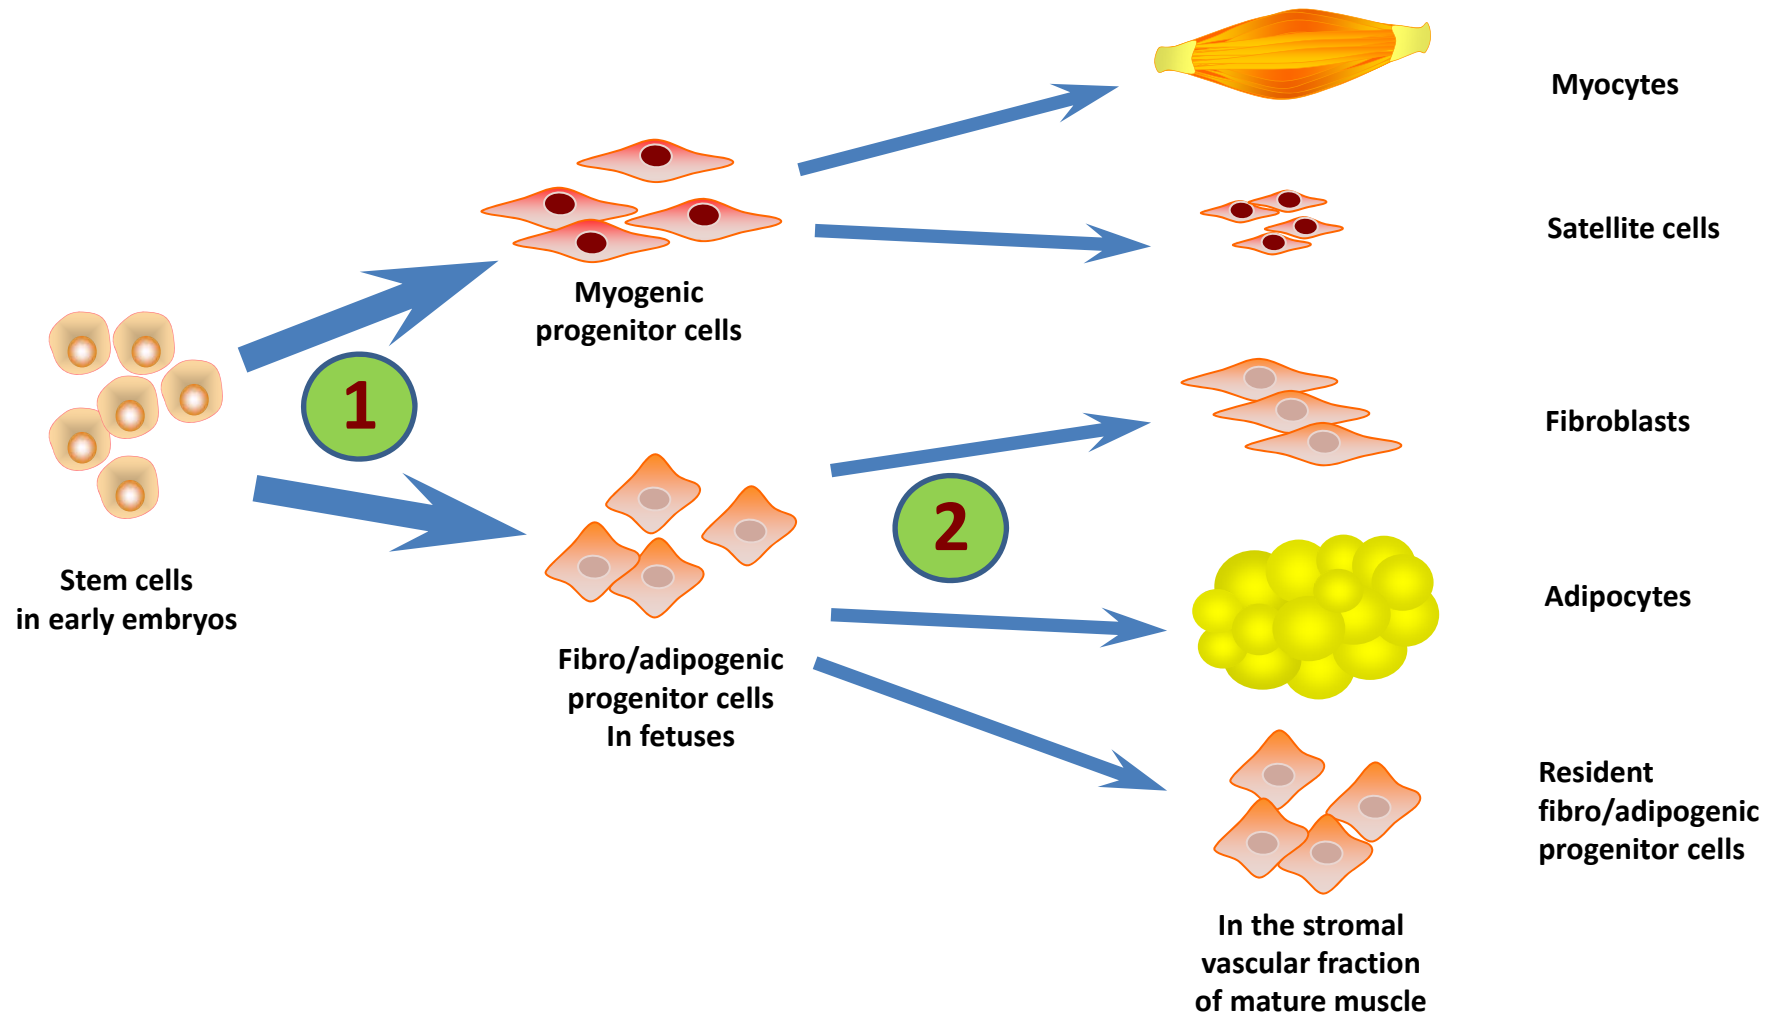 Myocytes
Satellite cells
Myogenic
progenitor cells
1
Stem cells
in early embryos
Fibroblasts
2
Adipocytes
Fibro/adipogenic
progenitor cells
In fetuses
Resident
fibro/adipogenic
progenitor cells
In the stromal
vascular fraction
of mature muscle